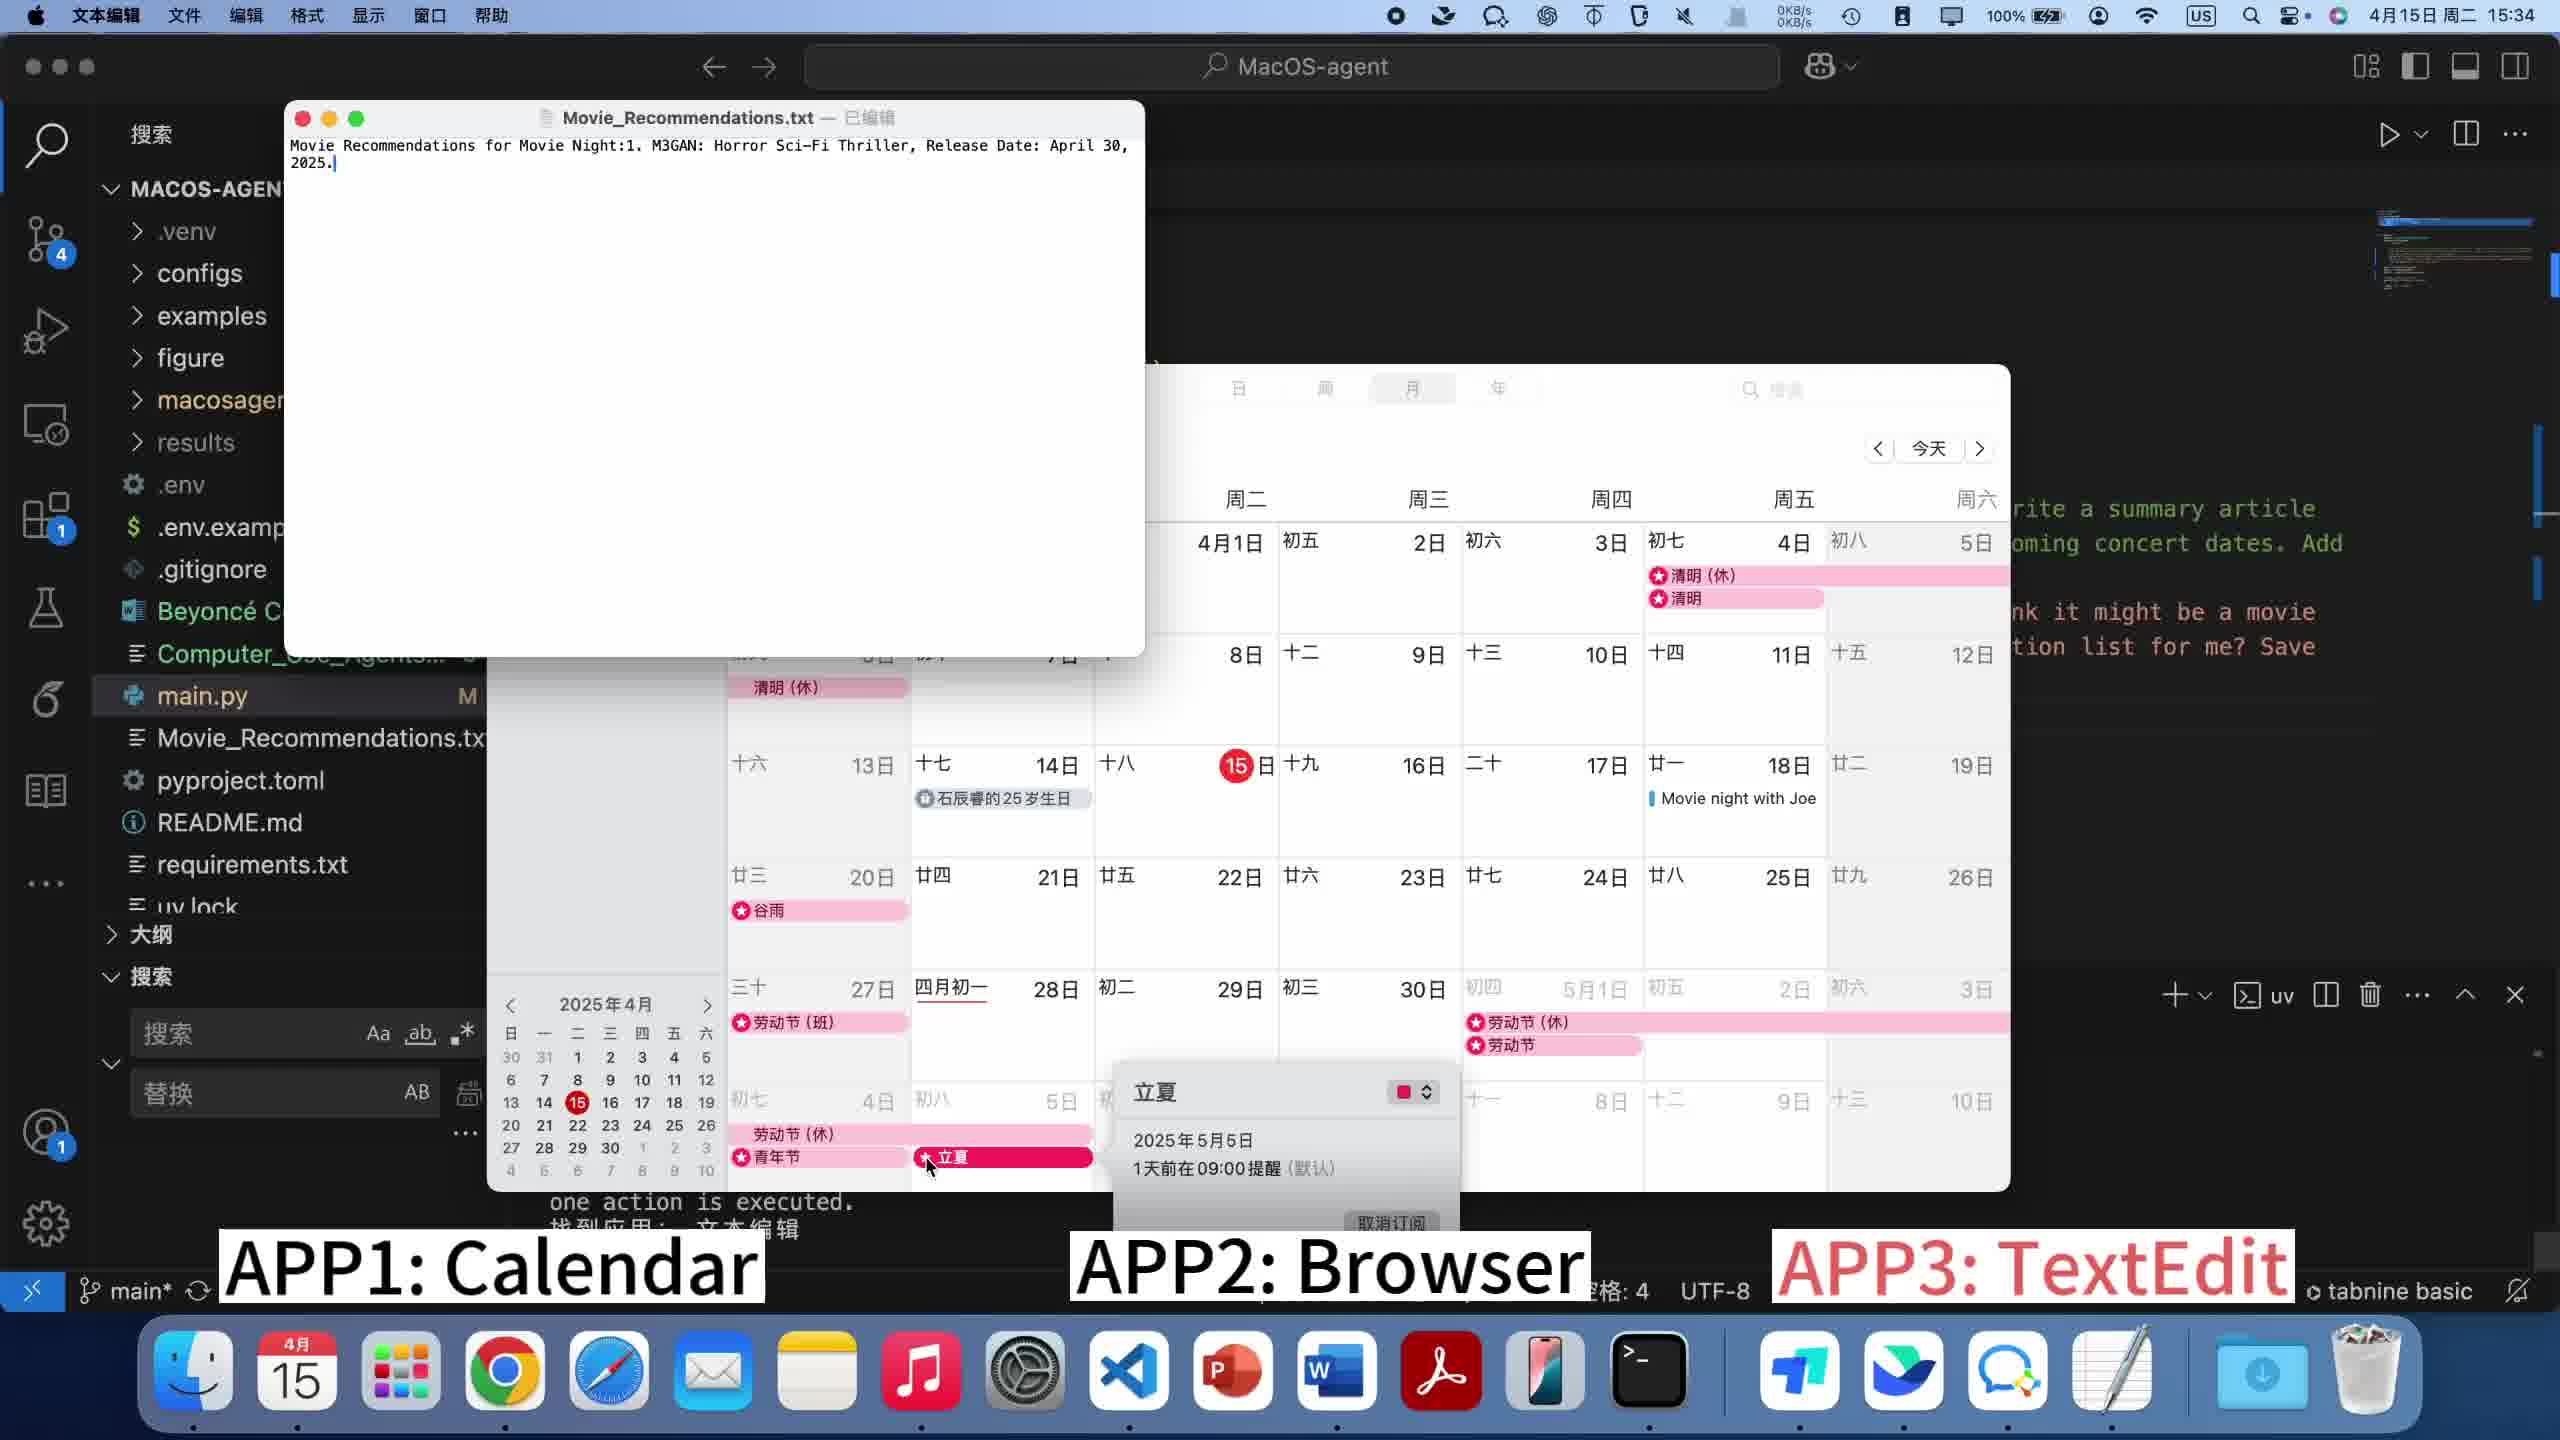 文本编辑 文件 编辑 格式 显示 窗口 帮助
0KB/s
0KB/s
100%
US
4月15日 周二 15:34
MacOS-agent
搜索
MACOS-AGEN
.venv
configs
examples
figure
macosager
results
.env
.env.examp
.gitignore
Beyoncé C
Computer_Use_Agents...
main.py M
Movie_Recommendations.tx
pyproject.toml
README.md
requirements.txt
uv.lock
大纲
搜索
搜索 Aa ab
替换 AB
4
1
1
Movie_Recommendations.txt — 已编辑
Movie Recommendations for Movie Night:1. M3GAN: Horror Sci-Fi Thriller, Release Date: April 30,
2025.
日 周 月 年 搜索
今天
周二 周三 周四 周五 周六
4月1日 初五 2日 初六 3日 初七 4日 初八 5日
清明 (休)
清明
8日 十二 9日 十三 10日 十四 11日 十五 12日
清明 (休)
十六 13日 十七 14日 十八 15日 十九 16日 二十 17日 廿一 18日 廿二 19日
石辰睿的25岁生日 Movie night with Joe
廿三 20日 廿四 21日 廿五 22日 廿六 23日 廿七 24日 廿八 25日 廿九 26日
谷雨
三十 27日 四月初一 28日 初二 29日 初三 30日 初四 5月1日 初五 2日 初六 3日
劳动节 (班) 劳动节 (休)
劳动节
初七 4日 初八 5日 十一 8日 十二 9日 十三 10日
劳动节 (休)
青年节 立夏
2025年4月
日 一 二 三 四 五 六
30 31 1 2 3 4 5
6 7 8 9 10 11 12
13 14 15 16 17 18 19
20 21 22 23 24 25 26
27 28 29 30 1 2 3
4 5 6 7 8 9 10
立夏
2025年5月5日
1天前在09:00提醒 (默认)
取消订阅
rite a summary article
oming concert dates. Add
nk it might be a movie
tion list for me? Save
uv
one action is executed.
找到应用： 文本编辑
APP1: Calendar
APP2: Browser
APP3: TextEdit
main* 空格: 4 UTF-8 tabnine basic
4月
15